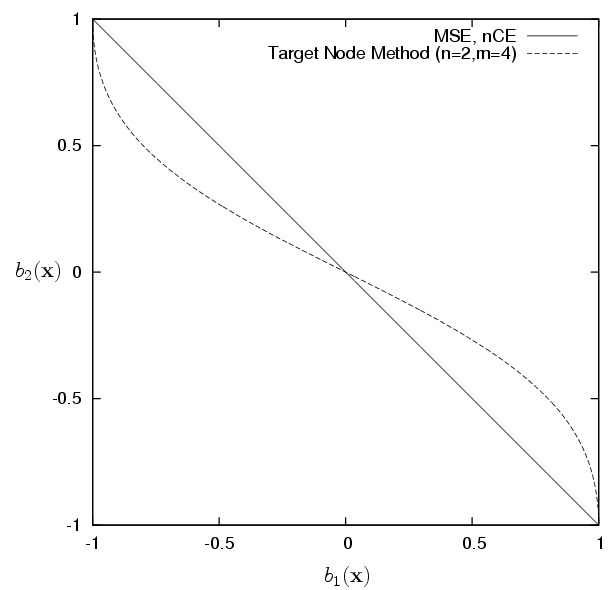 1
MSE, nCE
Target Node Method (n=2,m=4)
0.5
b₂(x) 0
-0.5
-1
-1 -0.5 0 0.5 1
b₁(x)